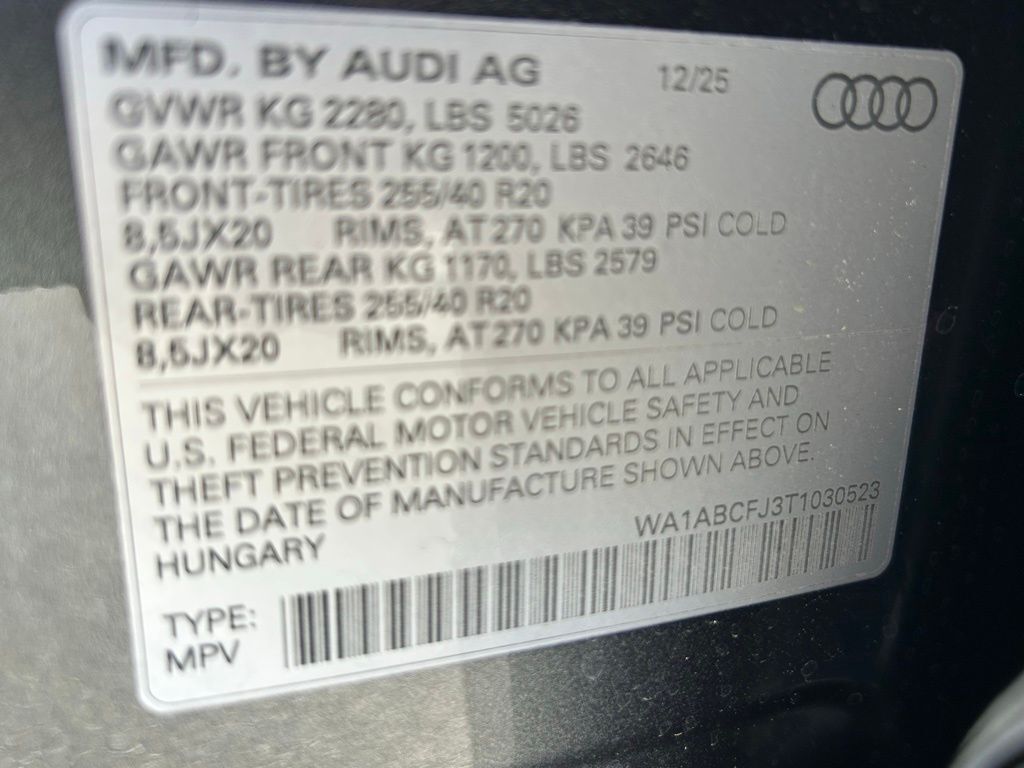 MFD. BY AUDI AG 12/25
GVWR KG 2280, LBS 5026
GAWR FRONT KG 1200, LBS 2646
FRONT-TIRES 255/40 R20
8,5JX20 RIMS, AT 270 KPA 39 PSI COLD
GAWR REAR KG 1170, LBS 2579
REAR-TIRES 255/40 R20
8,5JX20 RIMS, AT 270 KPA 39 PSI COLD
THIS VEHICLE CONFORMS TO ALL APPLICABLE
U.S. FEDERAL MOTOR VEHICLE SAFETY AND
THEFT PREVENTION STANDARDS IN EFFECT ON
THE DATE OF MANUFACTURE SHOWN ABOVE.
HUNGARY WA1ABCFJ3T1030523
TYPE:
MPV